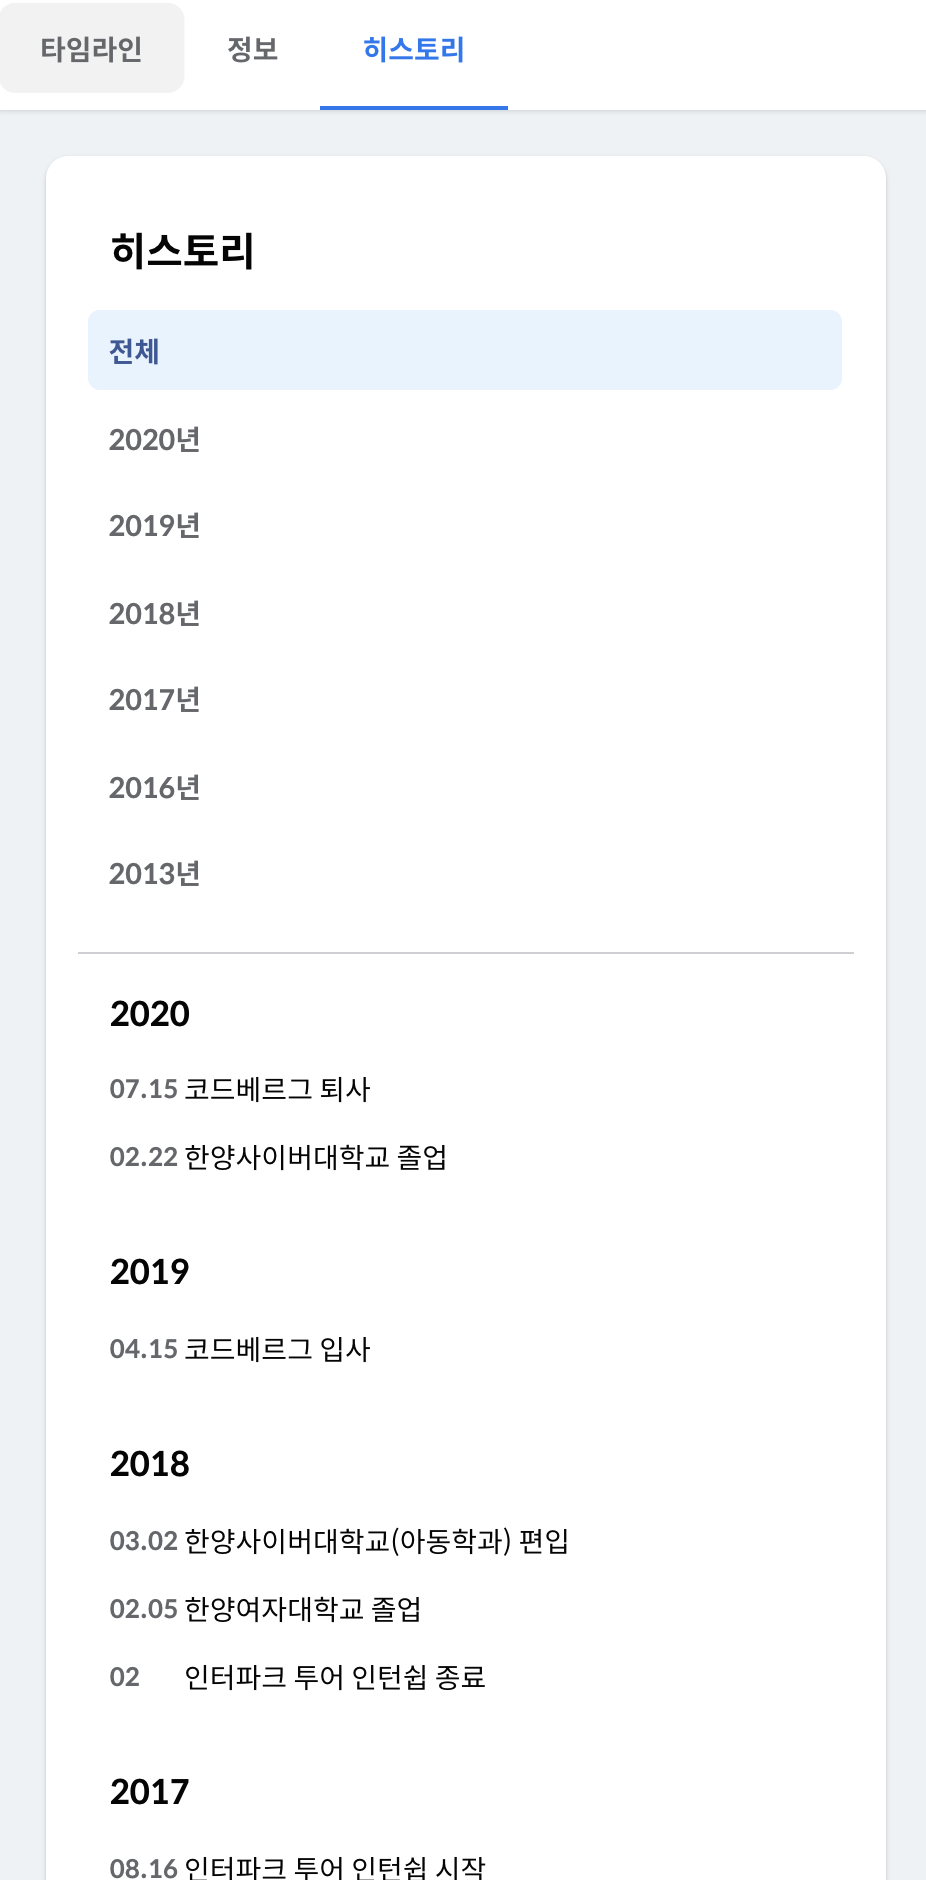 타임라인 정보 히스토리
히스토리
전체
2020년
2019년
2018년
2017년
2016년
2013년
2020
07.15 코드베르그 퇴사
02.22 한양사이버대학교 졸업
2019
04.15 코드베르그 입사
2018
03.02 한양사이버대학교(아동학과) 편입
02.05 한양여자대학교 졸업
02 인터파크 투어 인턴쉽 종료
2017
08.16 인터파크 투어 인턴쉽 시작